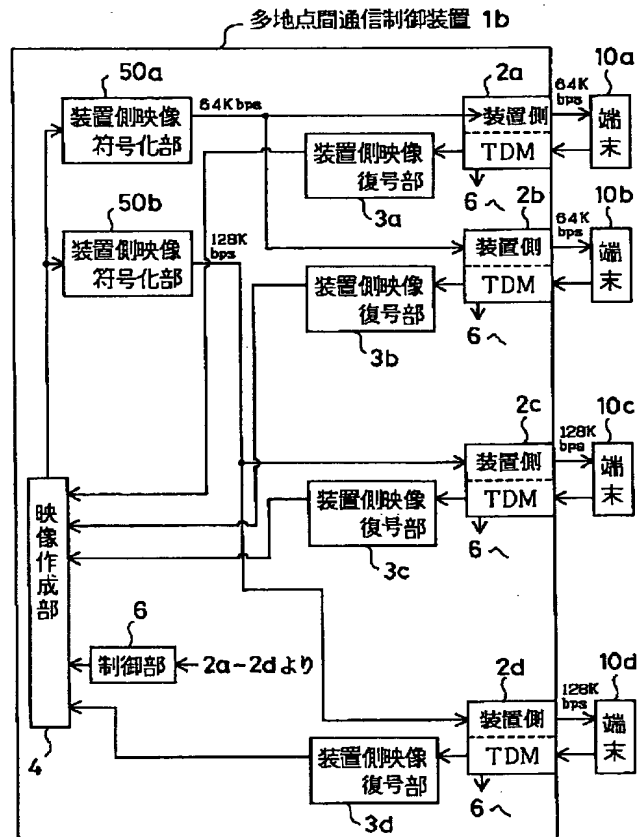 多地点間通信制御装置 1b
50a
装置側映像
符号化部
64Kbps
50b
装置側映像
符号化部
128K
bps
2a
装置側
TDM
6へ
64K
bps
10a
端末
装置側映像
復号部
3a
2b
装置側
TDM
6へ
64K
bps
10b
端末
装置側映像
復号部
3b
2c
装置側
TDM
6へ
128K
bps
10c
端末
装置側映像
復号部
3c
映像作成部
4
6
制御部
2a~2dより
2d
装置側
TDM
6へ
128K
bps
10d
端末
装置側映像
復号部
3d